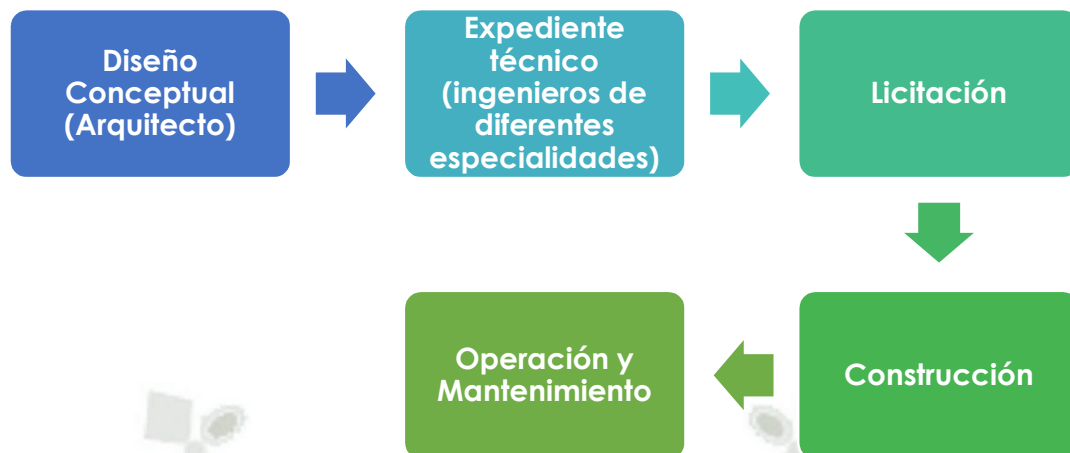 Diseño
Conceptual
(Arquitecto)
Expediente
técnico
(ingenieros de
diferentes
especialidades)
Licitación
Construcción
Operación y
Mantenimiento